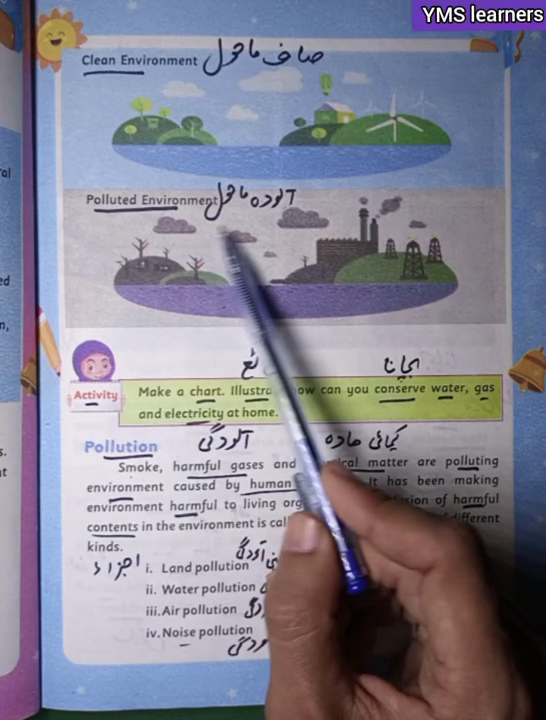 YMS learners
Clean Environment صاف ماحول
Polluted Environment آلودہ ماحول
بچانا
Activity
Make a chart. Illustra how can you conserve water, gas
and electricity at home.
Pollution آلودگی کیمیائی مادہ
Smoke, harmful gases and ical matter are polluting
environment caused by human It has been making
environment harmful to living org sion of harmful
contents in the environment is cal different
kinds.
اجزاء
i. Land pollution
ii. Water pollution
iii. Air pollution
iv. Noise pollution